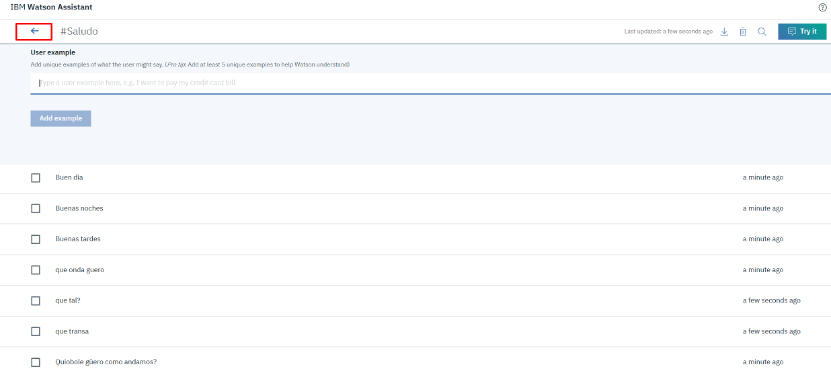 IBM Watson Assistant
← #Saludo
Last updated: a few seconds ago
Try it
User example
Add unique examples of what the user might say. (Pro tip: Add at least 5 unique examples to help Watson understand)
Type a user example here, e.g. I want to pay my credit card bill.
Add example
Buen dia a minute ago
Buenas noches a minute ago
Buenas tardes a minute ago
que onda guero a minute ago
que tal? a few seconds ago
que transa a few seconds ago
Quiobole güero como andamos? a minute ago